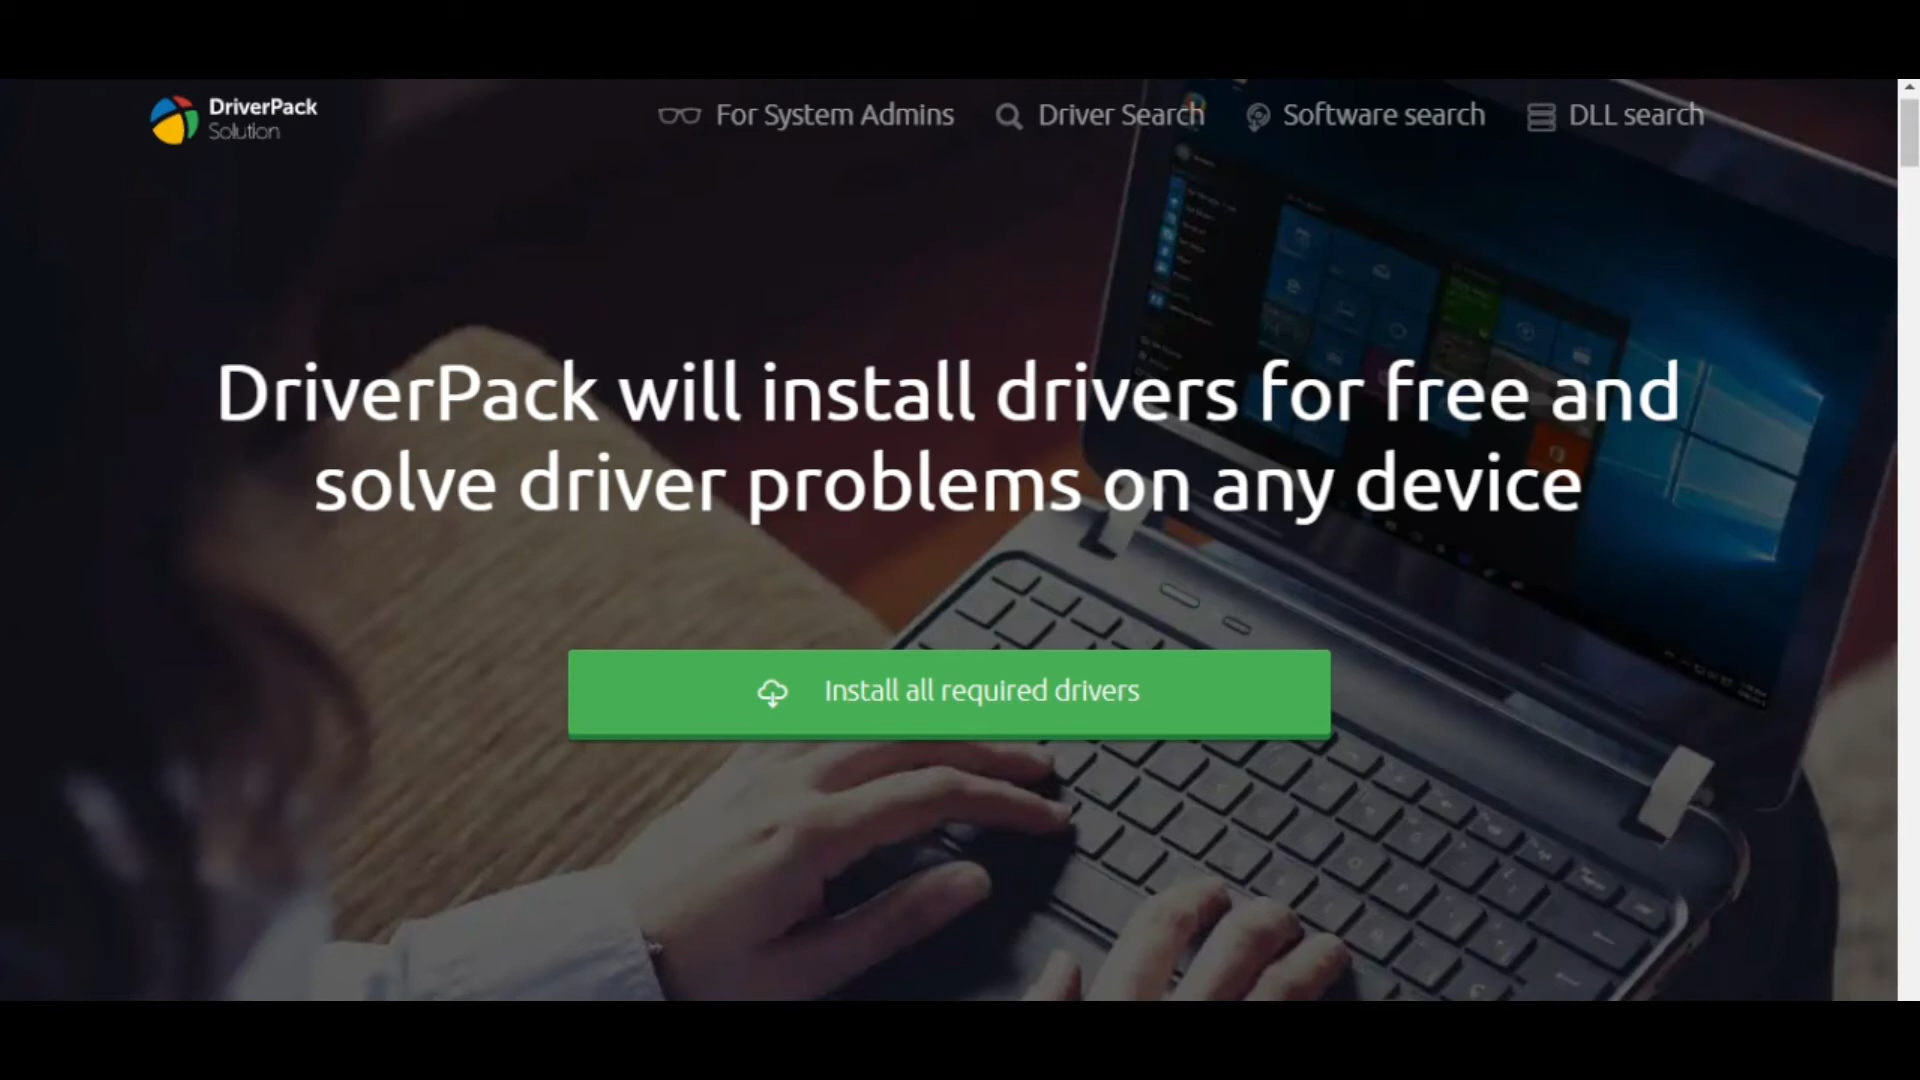 DriverPack
Solution
For System Admins
Driver Search
Software search
DLL search
DriverPack will install drivers for free and
solve driver problems on any device
Install all required drivers